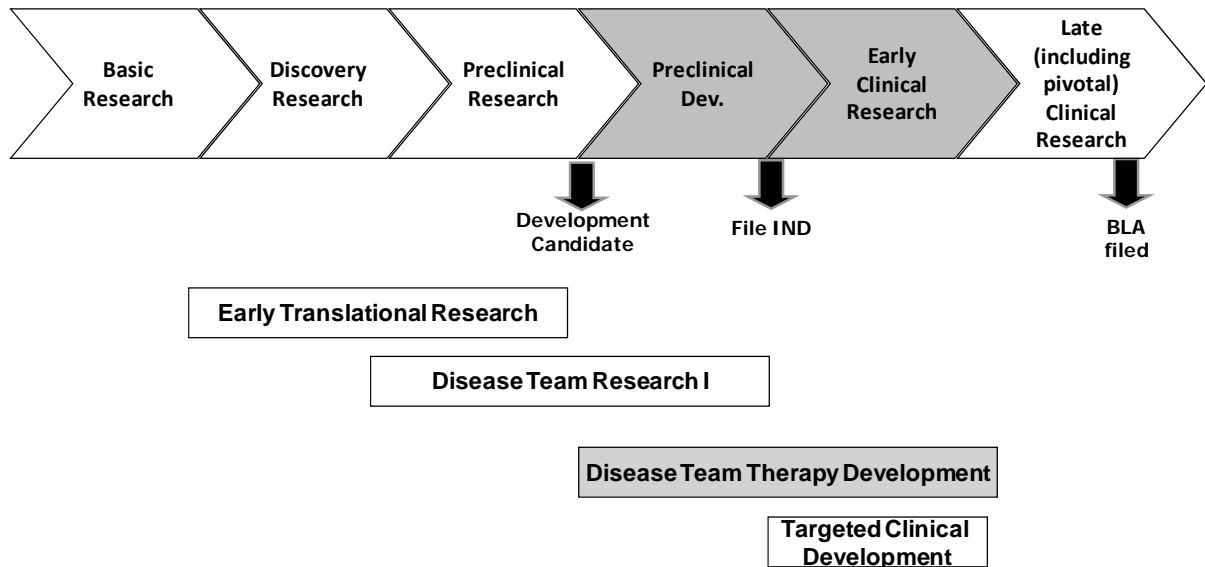 Basic
Research
Discovery
Research
Preclinical
Research
Preclinical
Dev.
Early
Clinical
Research
Late
(including
pivotal)
Clinical
Research
Development
Candidate
File IND
BLA
filed
Early Translational Research
Disease Team Research I
Disease Team Therapy Development
Targeted Clinical
Development